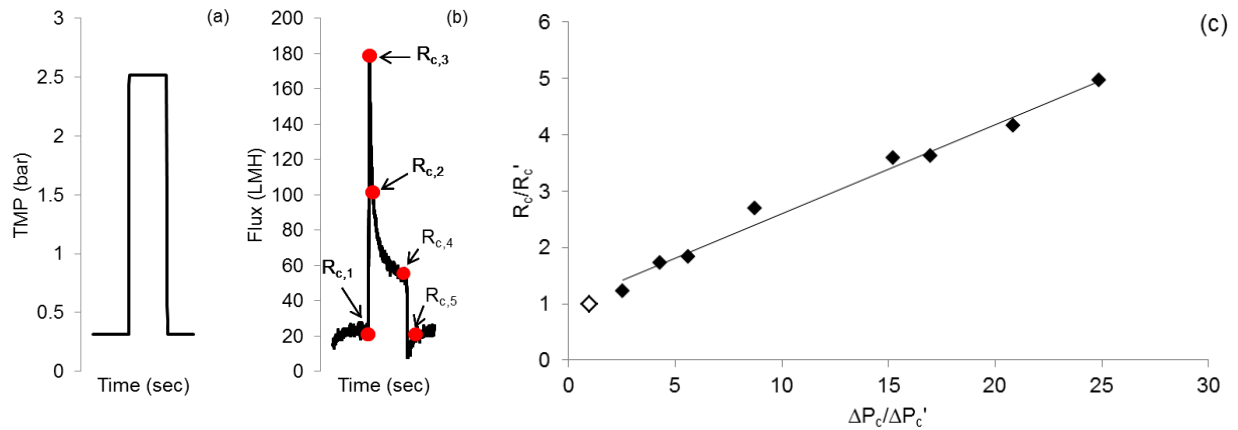 (a)
3
2.5
2
1.5
1
0.5
0
TMP (bar)
Time (sec)
(b)
200
180
160
140
120
100
80
60
40
20
0
Flux (LMH)
Time (sec)
Rc,3
Rc,2
Rc,4
Rc,1
Rc,5
(c)
6
5
4
3
2
1
0
Rc/Rc'
0 5 10 15 20 25 30
ΔPc/ΔPc'